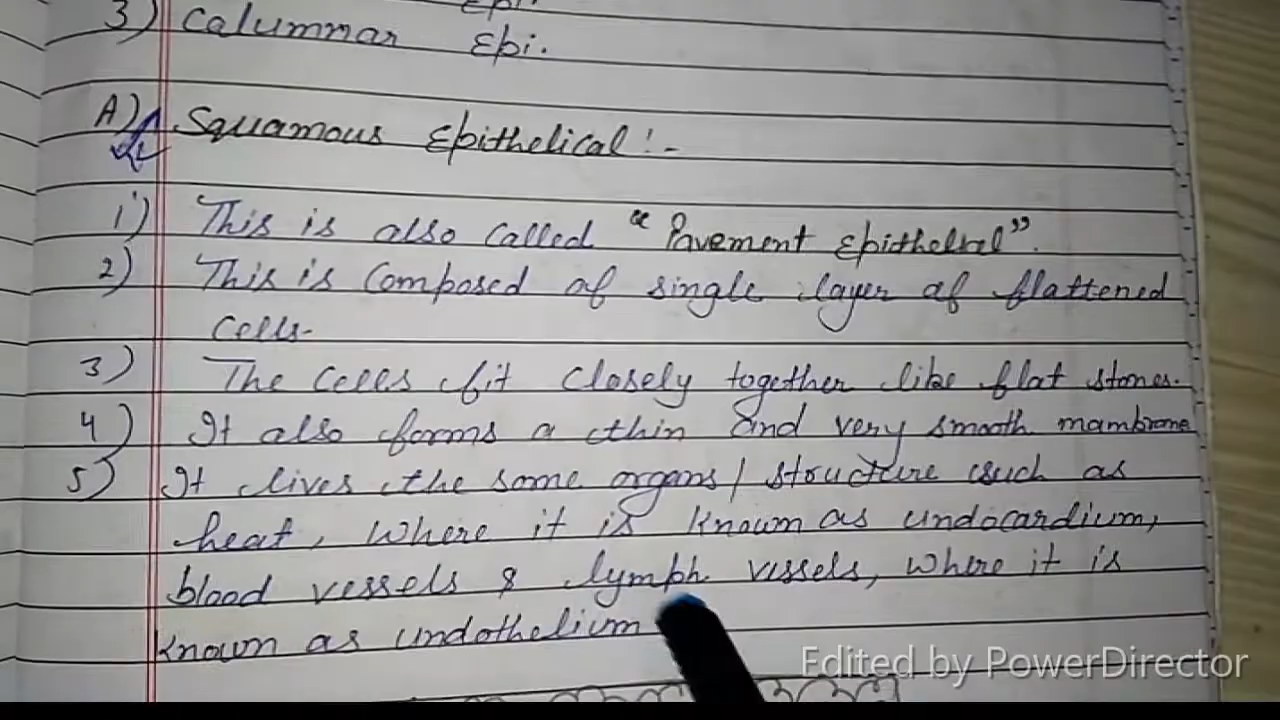 Epi.
3) Calumnar Epi.
A) Squamous Epithelical :-
1) This is also called "Pavement Epithelial".
2) This is Composed of single layer of flattened
cells.
3) The cells fit closely together like flat stones.
4) It also forms a thin and very smooth mambrane
5) It lives the some organs / structure such as
heat, where it is known as undocardium,
blood vessels & lymph vessels, where it is
known as undothelium
Edited by PowerDirector